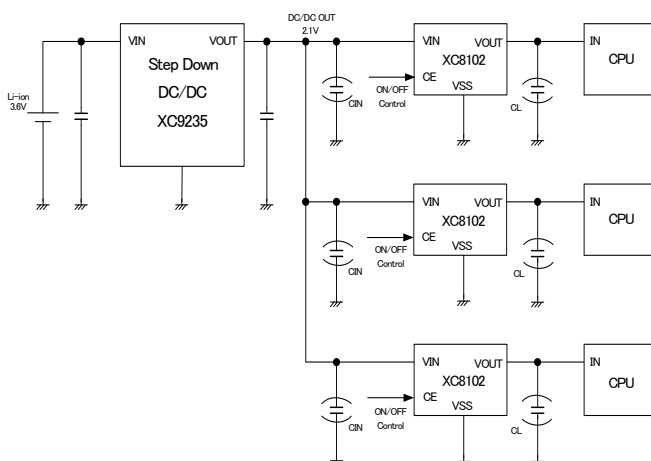 Li-ion
3.6V
VIN
VOUT
Step Down
DC/DC
XC9235
DC/DC OUT
2.1V
CIN
ON/OFF
Control
VIN
VOUT
XC8102
CE
VSS
CL
IN
CPU
CIN
ON/OFF
Control
VIN
VOUT
XC8102
CE
VSS
CL
IN
CPU
CIN
ON/OFF
Control
VIN
VOUT
XC8102
CE
VSS
CL
IN
CPU